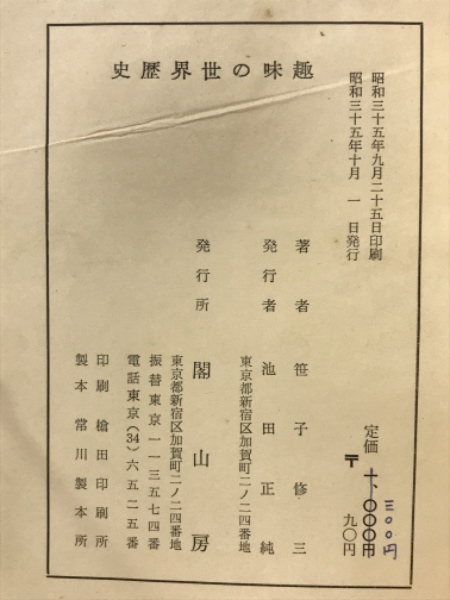 趣味の世界歴史
昭和三十五年九月二十五日印刷
昭和三十五年十月一日発行
定価 一、〇〇〇円
三〇〇円
〒 九〇円
著者 笹子修三
発行者 池田正純
東京都新宿区加賀町二ノ二四番地
発行所 閣山房
東京都新宿区加賀町二ノ二四番地
振替東京一一三五七四番
電話東京(34)六五二五番
印刷 槍田印刷所
製本 常川製本所